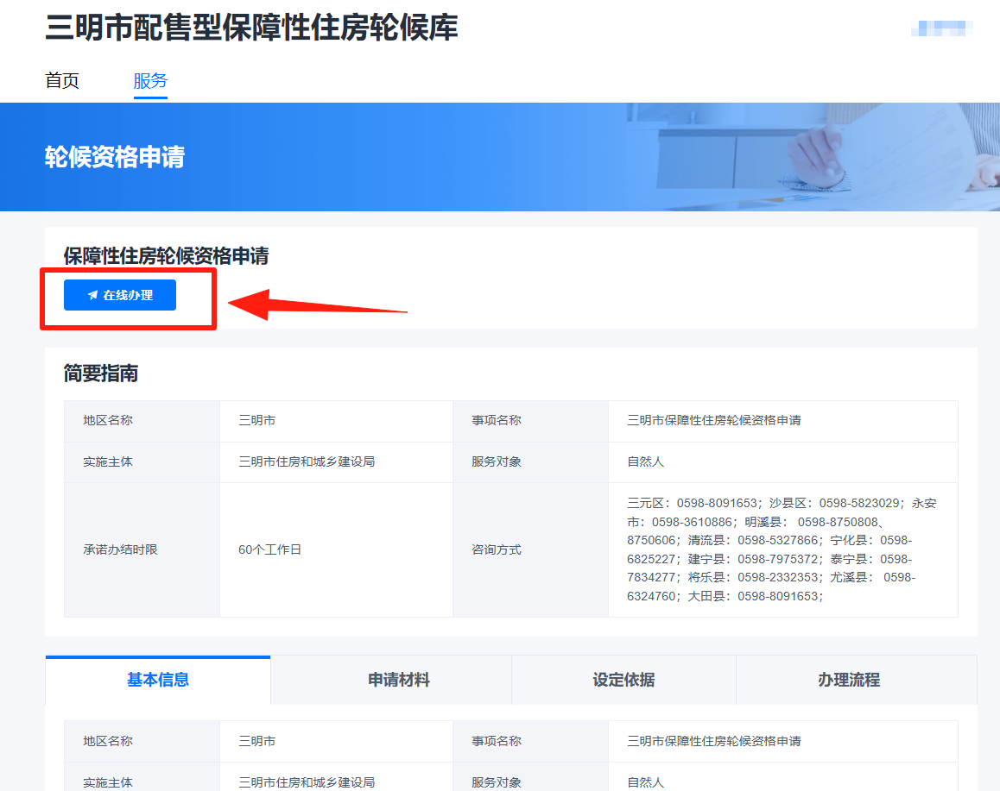 三明市配售型保障性住房轮候库
首页 服务
轮候资格申请
保障性住房轮候资格申请
在线办理
简要指南
地区名称 三明市 事项名称 三明市保障性住房轮候资格申请
实施主体 三明市住房和城乡建设局 服务对象 自然人
承诺办结时限 60个工作日 咨询方式
三元区：0598-8091653；沙县区：0598-5823029；永安
市：0598-3610886；明溪县： 0598-8750808、
8750606；清流县：0598-5327866；宁化县：0598-
6825227；建宁县：0598-7975372；泰宁县：0598-
7834277；将乐县：0598-2332353；尤溪县： 0598-
6324760；大田县：0598-8091653；
基本信息 申请材料 设定依据 办理流程
地区名称 三明市 事项名称 三明市保障性住房轮候资格申请
实施主体 三明市住房和城乡建设局 服务对象 自然人